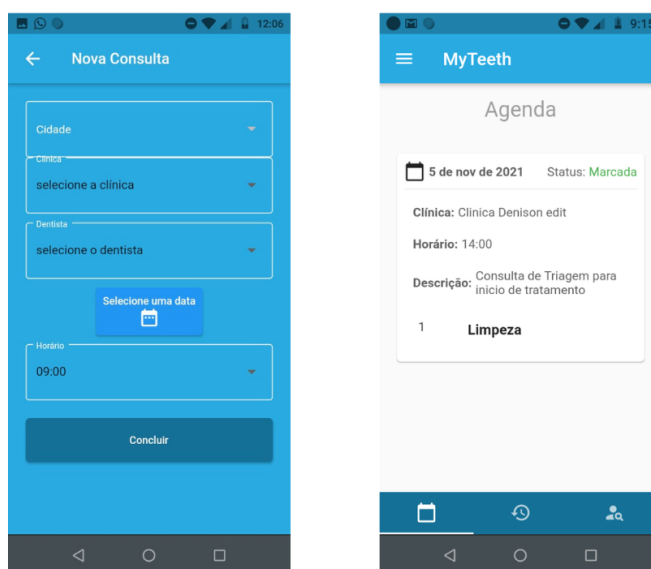 12:06
Nova Consulta
Cidade
Clínica
selecione a clínica
Dentista
selecione o dentista
Selecione uma data
Horário
09:00
Concluir
9:15
MyTeeth
Agenda
5 de nov de 2021 Status: Marcada
Clínica: Clinica Denison edit
Horário: 14:00
Descrição: Consulta de Triagem para
inicio de tratamento
1 Limpeza